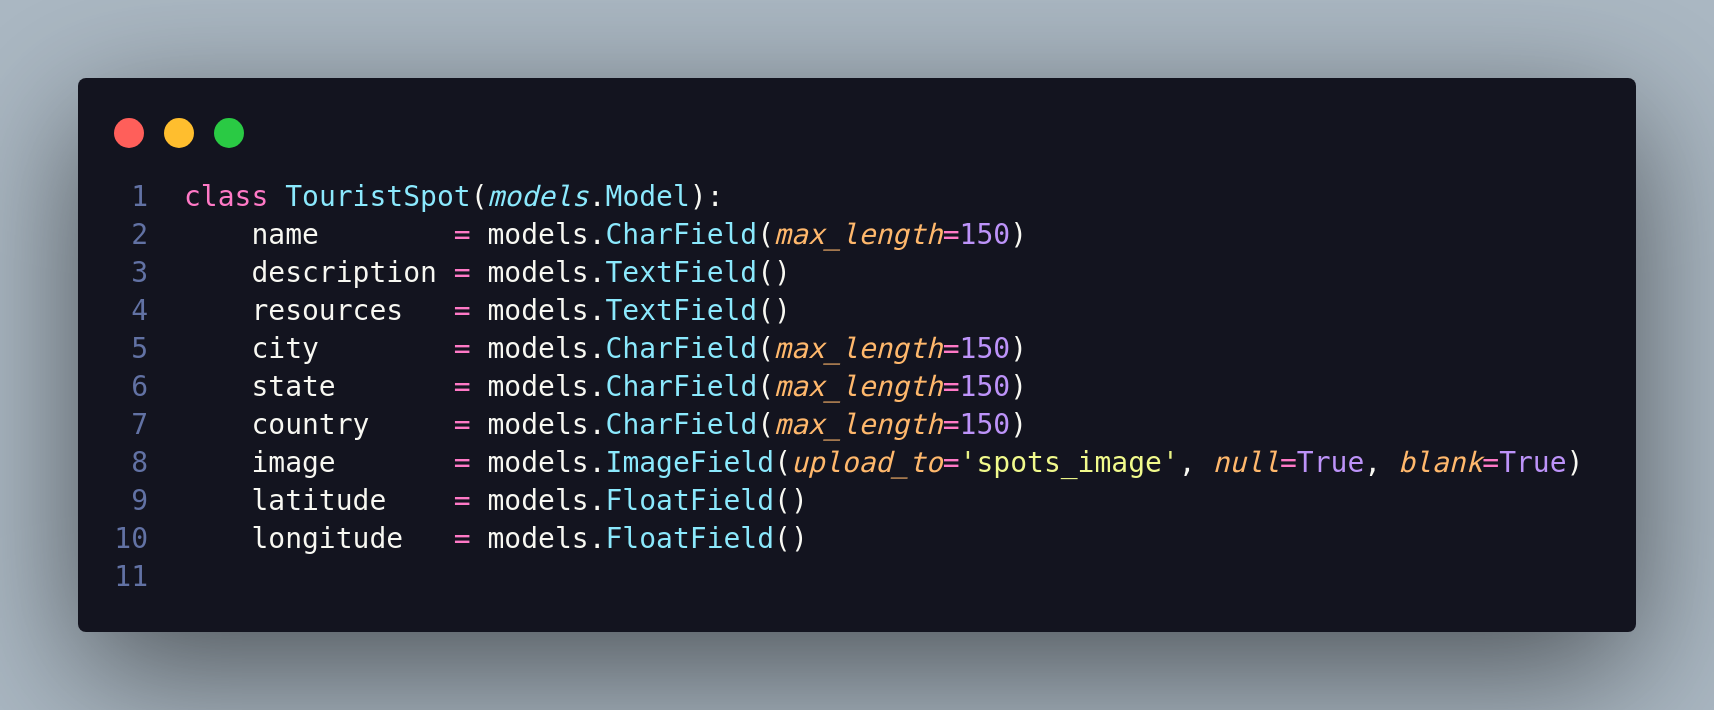 1 class TouristSpot(models.Model):
2     name        = models.CharField(max_length=150)
3     description = models.TextField()
4     resources   = models.TextField()
5     city        = models.CharField(max_length=150)
6     state       = models.CharField(max_length=150)
7     country     = models.CharField(max_length=150)
8     image       = models.ImageField(upload_to='spots_image', null=True, blank=True)
9     latitude    = models.FloatField()
10     longitude   = models.FloatField()
11